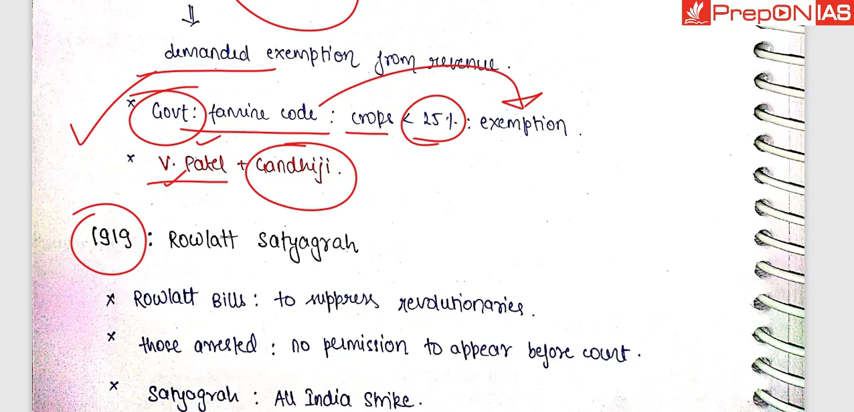 PrepON IAS
demanded exemption from revenue.
* Govt: famine code : crops < 25% : exemption.
* V. Patel + Gandhiji.
1919 : Rowlatt Satyagrah
* Rowlatt Bills : to suppress revolutionaries.
* those arrested : no permission to appear before court.
* Satyograh : All India Strike.